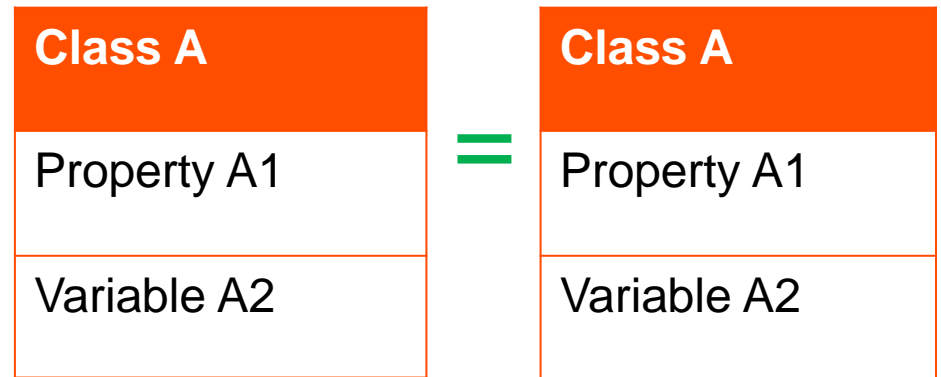 Class A
Property A1
Variable A2
=
Class A
Property A1
Variable A2